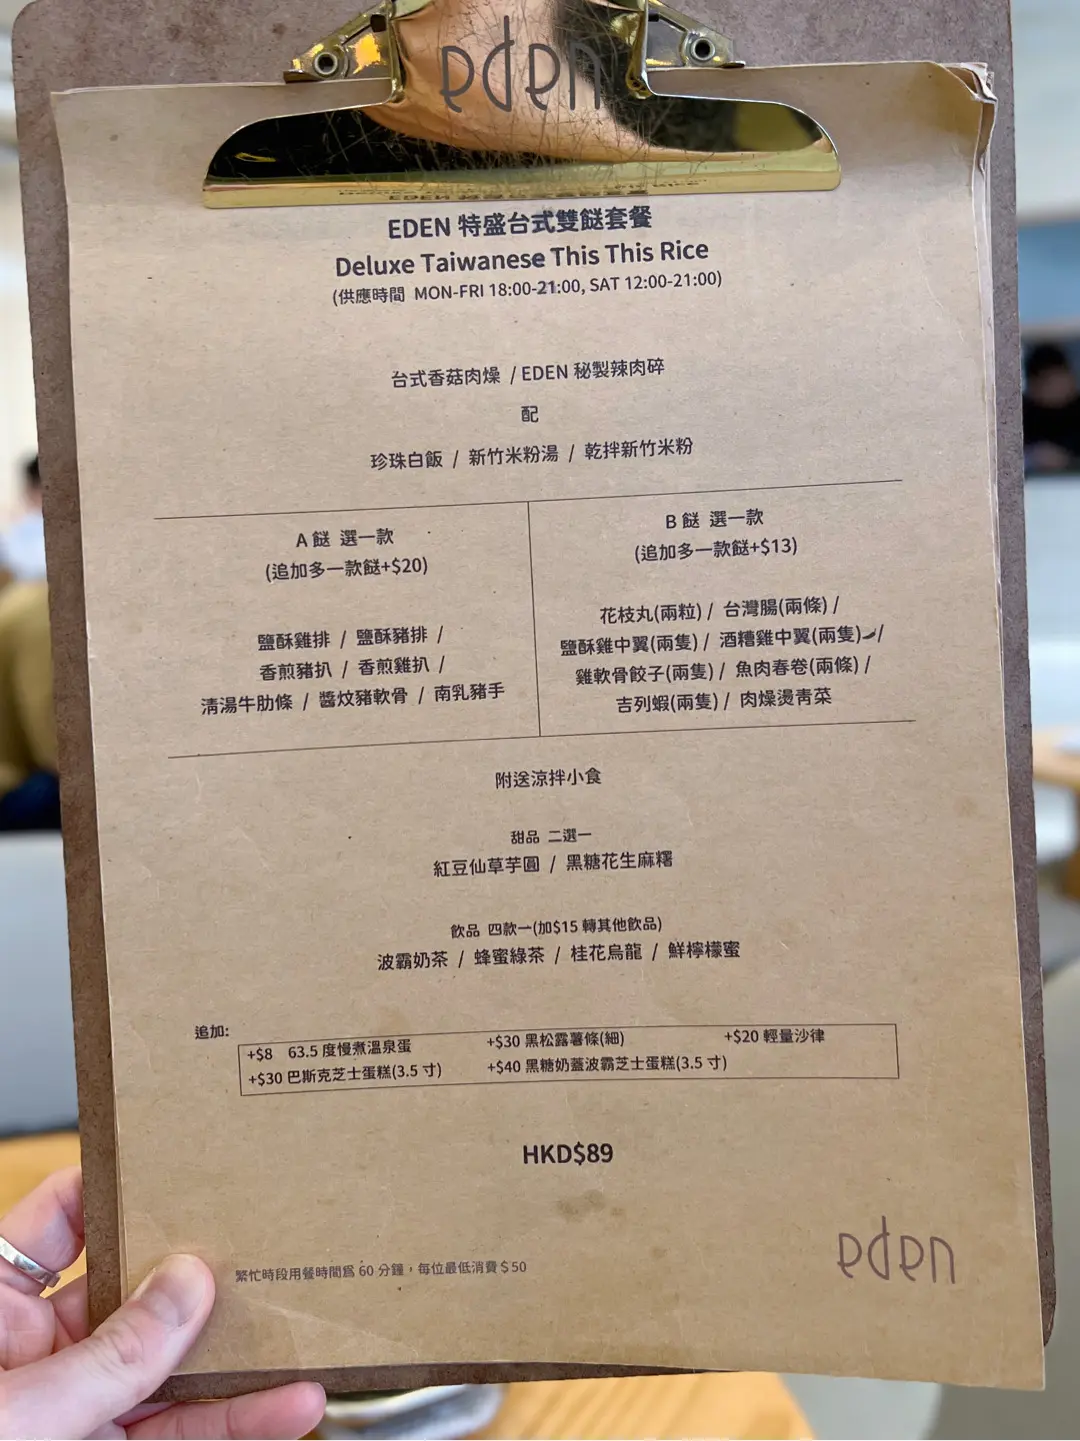 eden
EDEN 特盛台式雙餸套餐
Deluxe Taiwanese This This Rice
(供應時間 MON-FRI 18:00-21:00, SAT 12:00-21:00)
台式香菇肉燥 / EDEN 秘製辣肉碎
配
珍珠白飯 / 新竹米粉湯 / 乾拌新竹米粉
A 餸 選一款
(追加多一款餸+$20)
鹽酥雞排 / 鹽酥豬排 /
香煎豬扒 / 香煎雞扒 /
清湯牛肋條 / 醬炆豬軟骨 / 南乳豬手
B 餸 選一款
(追加多一款餸+$13)
花枝丸(兩粒) / 台灣腸(兩條) /
鹽酥雞中翼(兩隻) / 酒糟雞中翼(兩隻) /
雞軟骨餃子(兩隻) / 魚肉春卷(兩條) /
吉列蝦(兩隻) / 肉燥燙靑菜
附送涼拌小食
甜品 二選一
紅豆仙草芋圓 / 黑糖花生麻糬
飲品 四款一(加$15 轉其他飲品)
波霸奶茶 / 蜂蜜綠茶 / 桂花烏龍 / 鮮檸檬蜜
追加:
+$8 63.5 度慢煮溫泉蛋 +$30 黑松露薯條(細) +$20 輕量沙律
+$30 巴斯克芝士蛋糕(3.5 寸) +$40 黑糖奶蓋波霸芝士蛋糕(3.5 寸)
HKD$89
eden
繁忙時段用餐時間為 60 分鐘，每位最低消費 $50